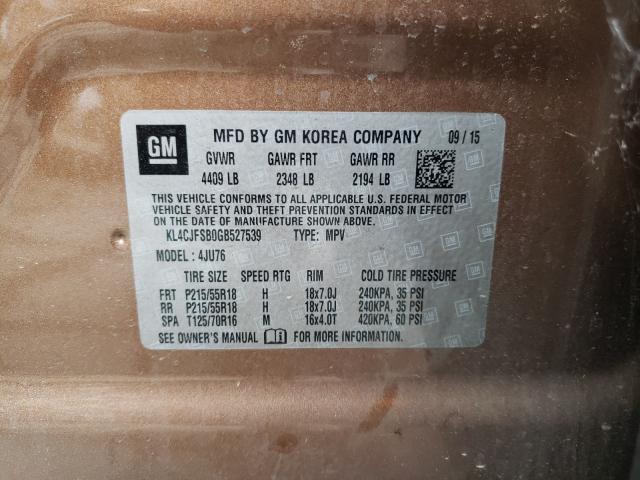 GM MFD BY GM KOREA COMPANY 09 / 15
GVWR GAWR FRT GAWR RR
4409 LB 2348 LB 2194 LB
THIS VEHICLE CONFORMS TO ALL APPLICABLE U.S. FEDERAL MOTOR
VEHICLE SAFETY AND THEFT PREVENTION STANDARDS IN EFFECT
ON THE DATE OF MANUFACTURE SHOWN ABOVE.
KL4CJFSB0GB527539 TYPE: MPV
MODEL : 4JU76
TIRE SIZE SPEED RTG RIM COLD TIRE PRESSURE
FRT P215/55R18 H 18x7.0J 240KPA, 35 PSI
RR P215/55R18 H 18x7.0J 240KPA, 35 PSI
SPA T125/70R16 M 16x4.0T 420KPA, 60 PSI
SEE OWNER'S MANUAL FOR MORE INFORMATION